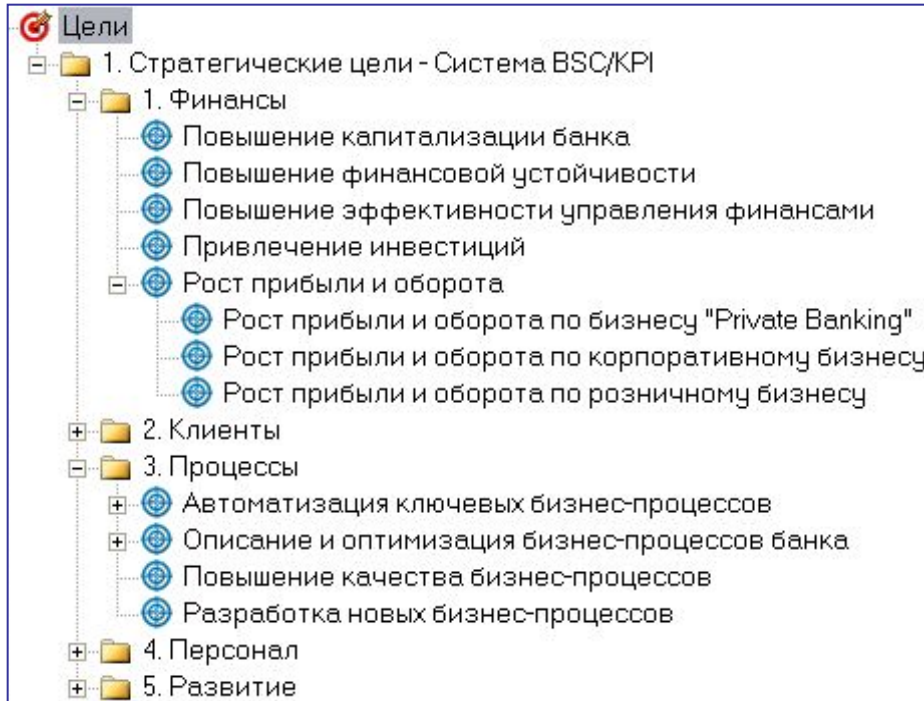 Цели
1. Стратегические цели - Система BSC/KPI
1. Финансы
Повышение капитализации банка
Повышение финансовой устойчивости
Повышение эффективности управления финансами
Привлечение инвестиций
Рост прибыли и оборота
Рост прибыли и оборота по бизнесу "Private Banking"
Рост прибыли и оборота по корпоративному бизнесу
Рост прибыли и оборота по розничному бизнесу
2. Клиенты
3. Процессы
Автоматизация ключевых бизнес-процессов
Описание и оптимизация бизнес-процессов банка
Повышение качества бизнес-процессов
Разработка новых бизнес-процессов
4. Персонал
5. Развитие